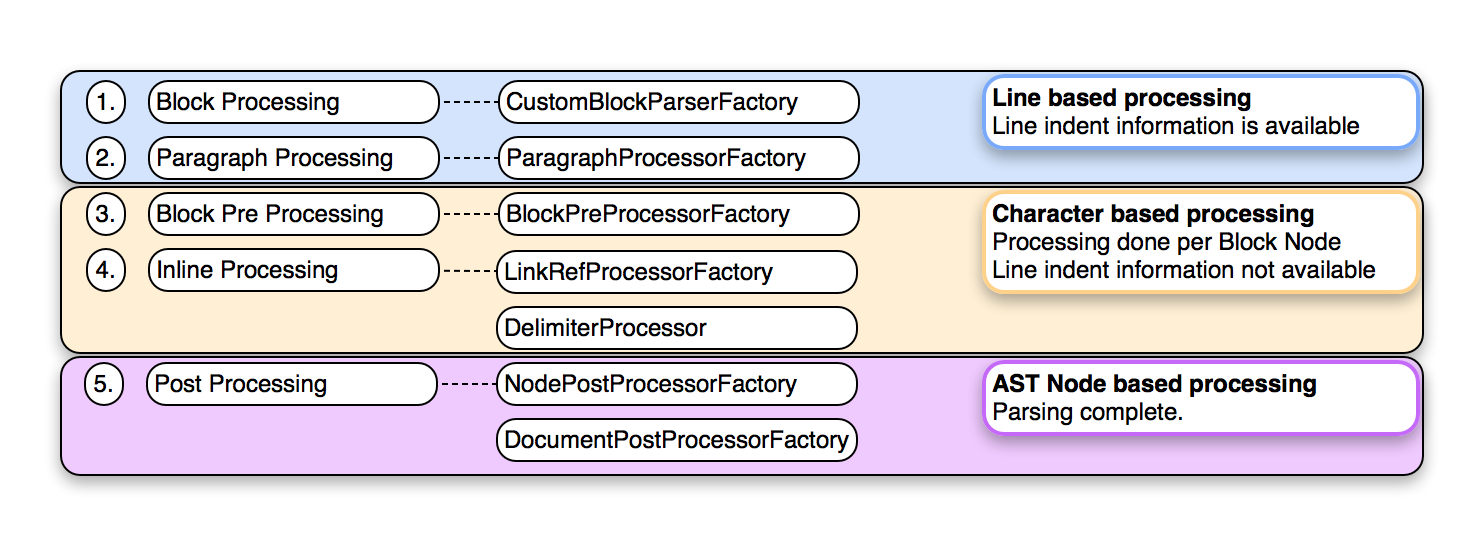 1. Block Processing CustomBlockParserFactory
2. Paragraph Processing ParagraphProcessorFactory
Line based processing
Line indent information is available
3. Block Pre Processing BlockPreProcessorFactory
4. Inline Processing LinkRefProcessorFactory
DelimiterProcessor
Character based processing
Processing done per Block Node
Line indent information not available
5. Post Processing NodePostProcessorFactory
DocumentPostProcessorFactory
AST Node based processing
Parsing complete.